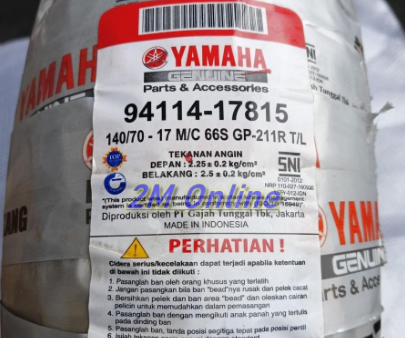 YAMAHA
GENUINE
Parts & Accessories
94114-17815
140/70 - 17 M/C 66S GP-211R T/L
TEKANAN ANGIN
DEPAN : 2.25 ± 0.2 kg/cm²
BELAKANG : 2.5 ± 0.2 kg/cm²
SNI
2M Online
Diproduksi oleh PT Gajah Tunggal Tbk, Jakarta
MADE IN INDONESIA
PERHATIAN !
Cidera serius/kecelakaan dapat terjadi apabila ketentuan
di bawah ini tidak diikuti :
1. Pasanglah ban oleh orang khusus yang terlatih
2. Jangan pasangkan bila ban "bead"nya rusak dan pelek cacat
3. Bersihkan pelek dan ban area "bead" dan oleskan cairan
pelicin untuk memudahkan dalam pemasangan
4. Pasanglah ban dengan mengikuti anak panah yang tertulis
pada dinding ban
5. Pasanglah ban, tanda posisi segitiga tepat pada posisi
YAMAHA
GENUINE
Parts & Acc
YAMAH
GENUIN